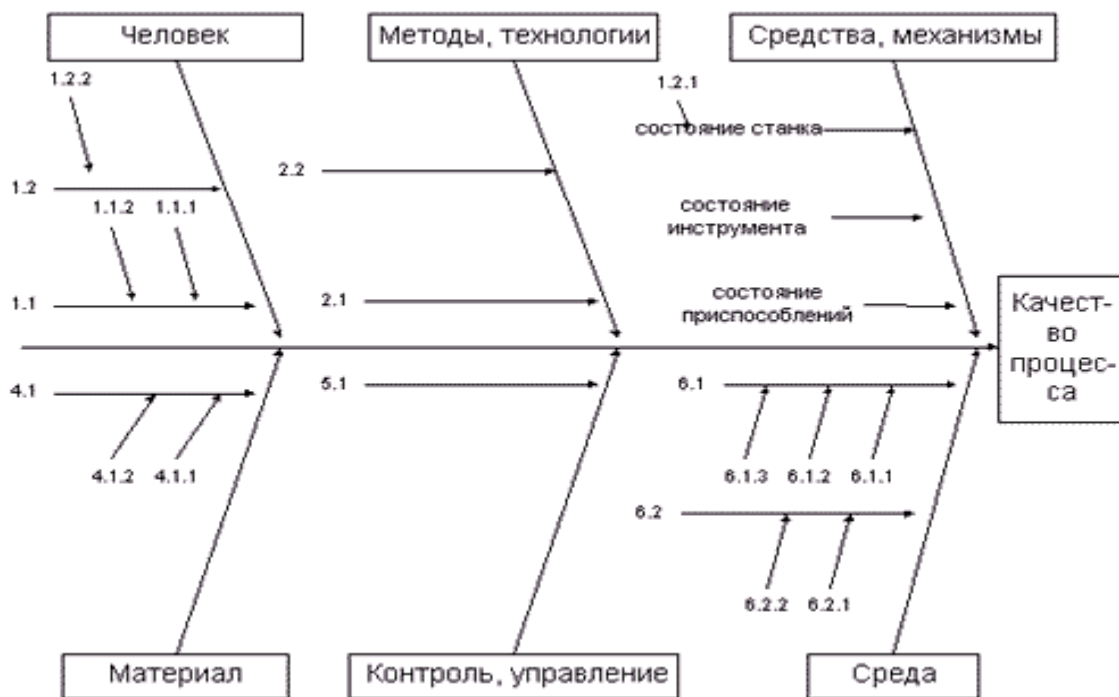 Человек
Методы, технологии
Средства, механизмы
1.2.2
1.2.1
состояние станка
2.2
1.2
1.1.2
1.1.1
состояние
инструмента
1.1
2.1
состояние
приспособлений
Качест-
во
процес-
са
4.1
5.1
6.1
4.1.2
4.1.1
6.1.3
6.1.2
6.1.1
6.2
6.2.2
6.2.1
Материал
Контроль, управление
Среда